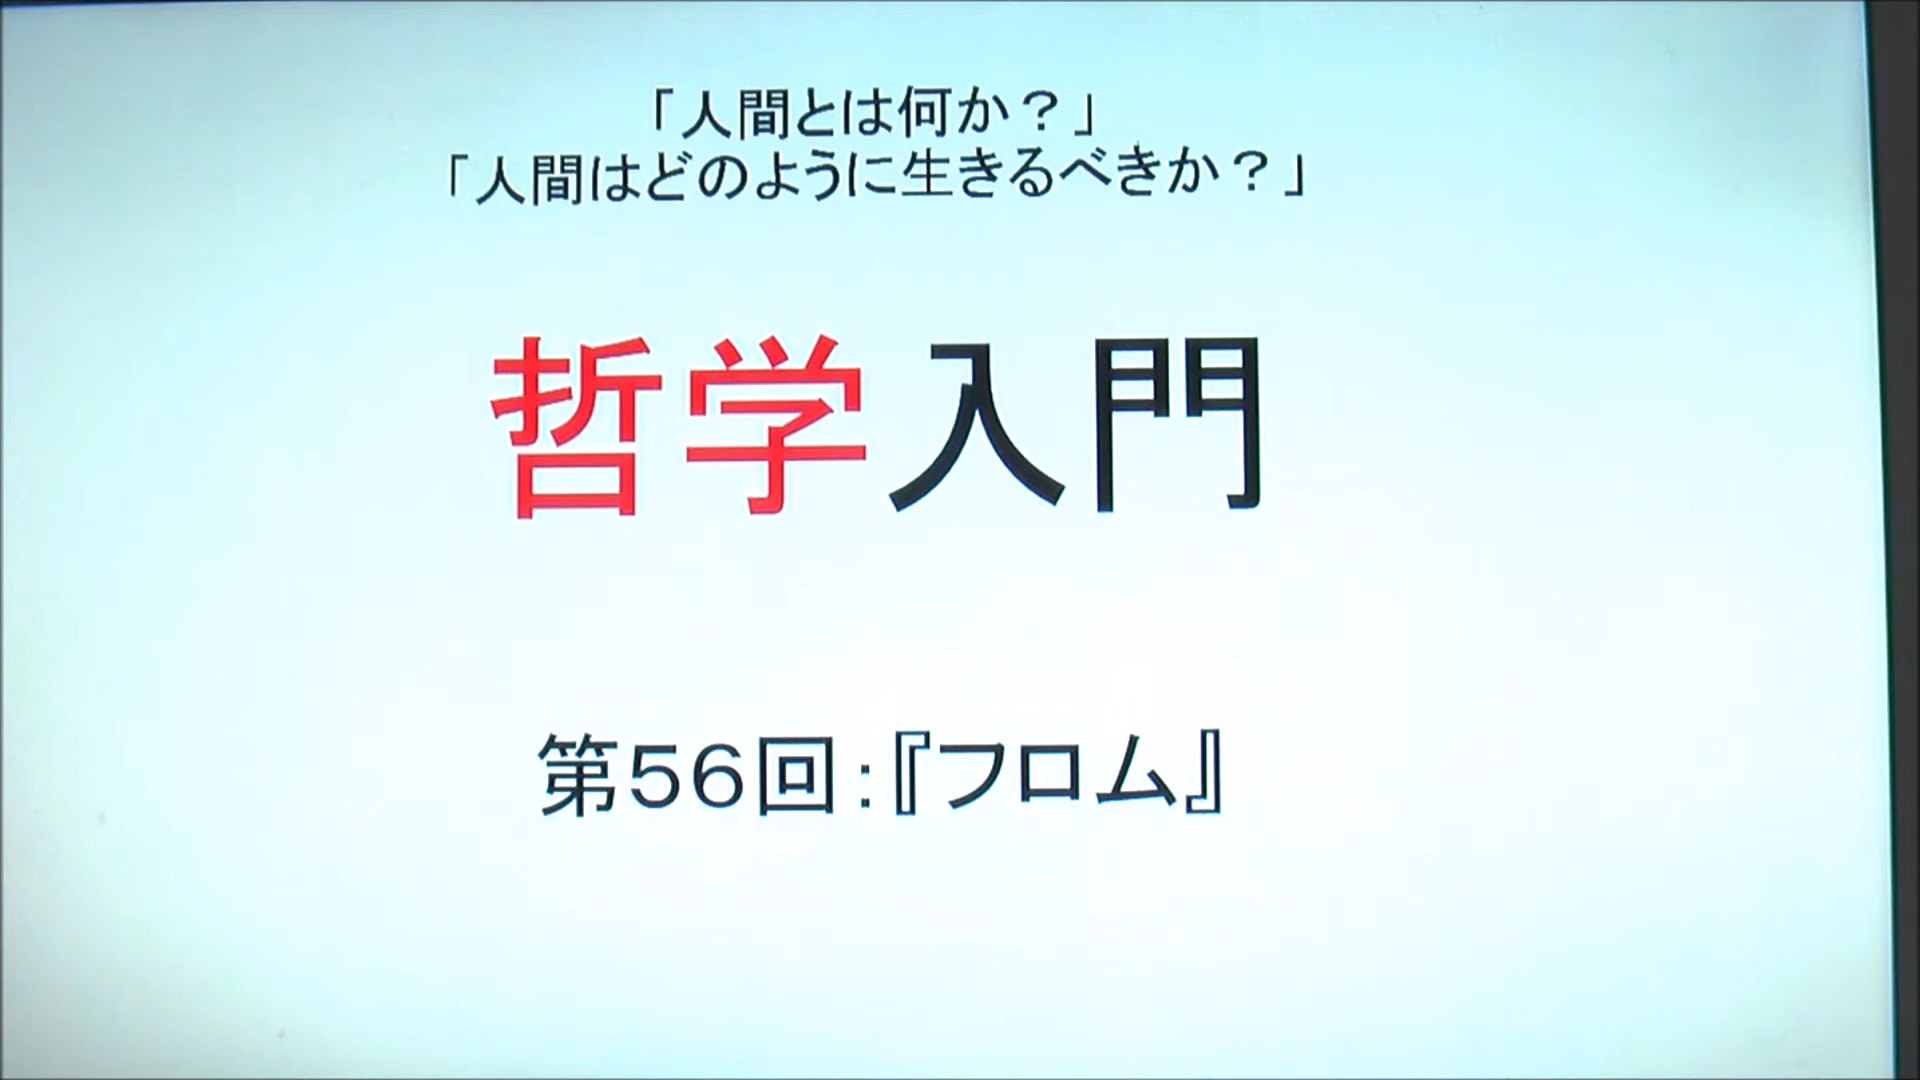 「人間とは何か？」
「人間はどのように生きるべきか？」
哲学入門
第５６回：『フロム』